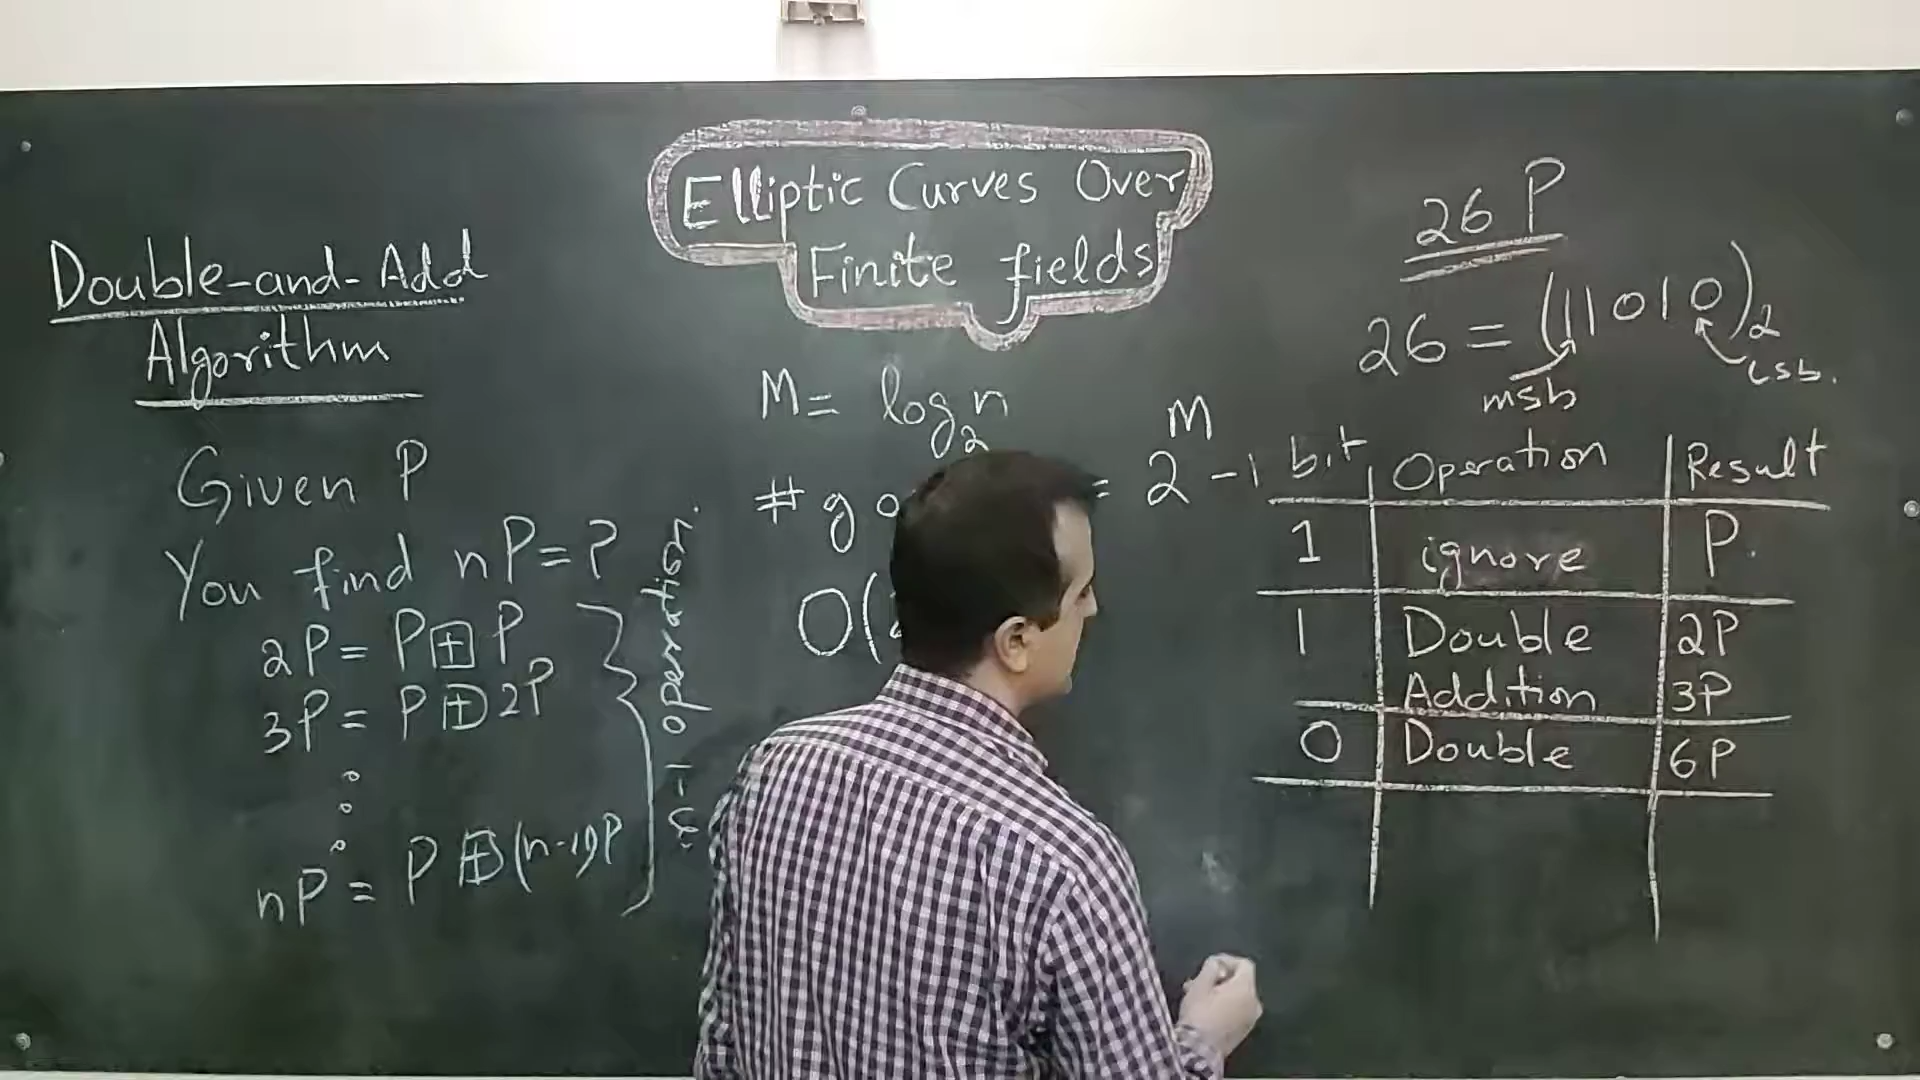 Elliptic Curves Over
Finite fields
Double-and-Add
Algorithm
Given P
You find nP=?
2P= P⊞P
3P= P⊞2P
nP= P⊞(n-1)P
n-1 operation.
M= log₂n
# go = 2^M -1
O(
26 P
26 = (11010)₂
msb
lsb.
bit Operation Result
1 ignore P.
1 Double 2P
Addition 3P
0 Double 6P